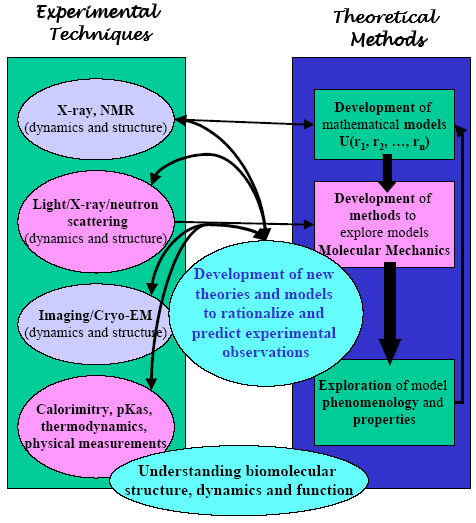 Experimental
Techniques
X-ray, NMR
(dynamics and structure)
Light/X-ray/neutron
scattering
(dynamics and structure)
Imaging/Cryo-EM
(dynamics and structure)
Calorimitry, pKas,
thermodynamics,
physical measurements
Theoretical
Methods
Development of
mathematical models
U(r₁, r₂, …, rₙ)
Development of
methods to
explore models
Molecular Mechanics
Exploration of model
phenomenology and
properties
Development of new
theories and models
to rationalize and
predict experimental
observations
Understanding biomolecular
structure, dynamics and function